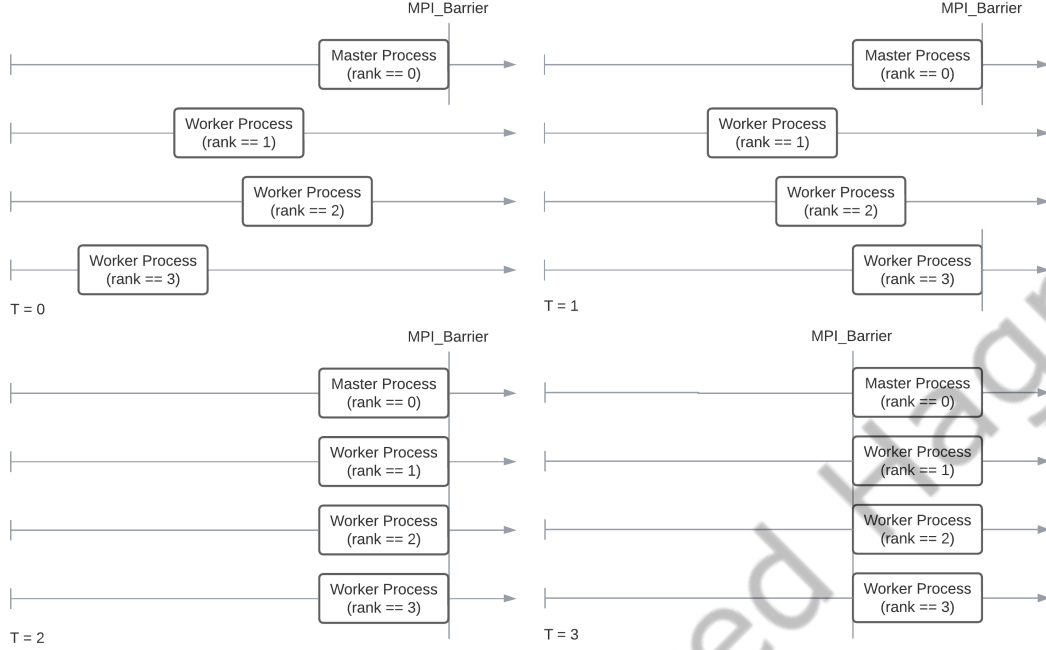 MPI_Barrier
Master Process
(rank == 0)
Worker Process
(rank == 1)
Worker Process
(rank == 2)
Worker Process
(rank == 3)
T = 0
MPI_Barrier
Master Process
(rank == 0)
Worker Process
(rank == 1)
Worker Process
(rank == 2)
Worker Process
(rank == 3)
T = 1
MPI_Barrier
Master Process
(rank == 0)
Worker Process
(rank == 1)
Worker Process
(rank == 2)
Worker Process
(rank == 3)
T = 2
MPI_Barrier
Master Process
(rank == 0)
Worker Process
(rank == 1)
Worker Process
(rank == 2)
Worker Process
(rank == 3)
T = 3